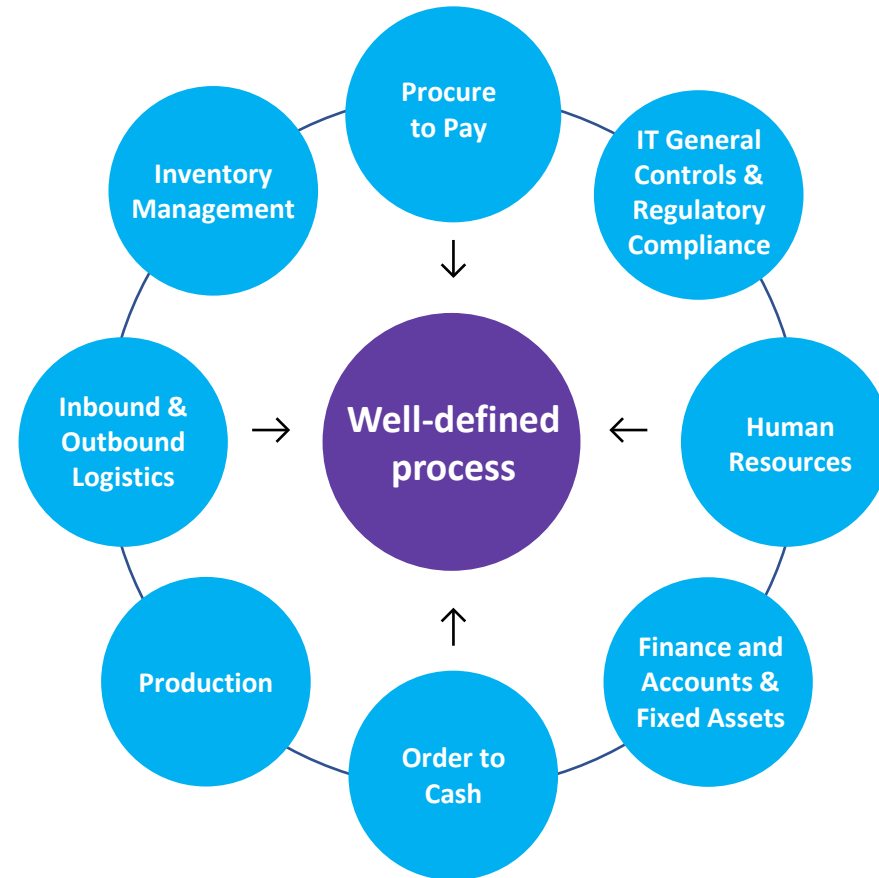 Procure
to Pay
IT General
Controls &
Regulatory
Compliance
Human
Resources
Finance and
Accounts &
Fixed Assets
Order to
Cash
Production
Inbound &
Outbound
Logistics
Inventory
Management
Well-defined
process